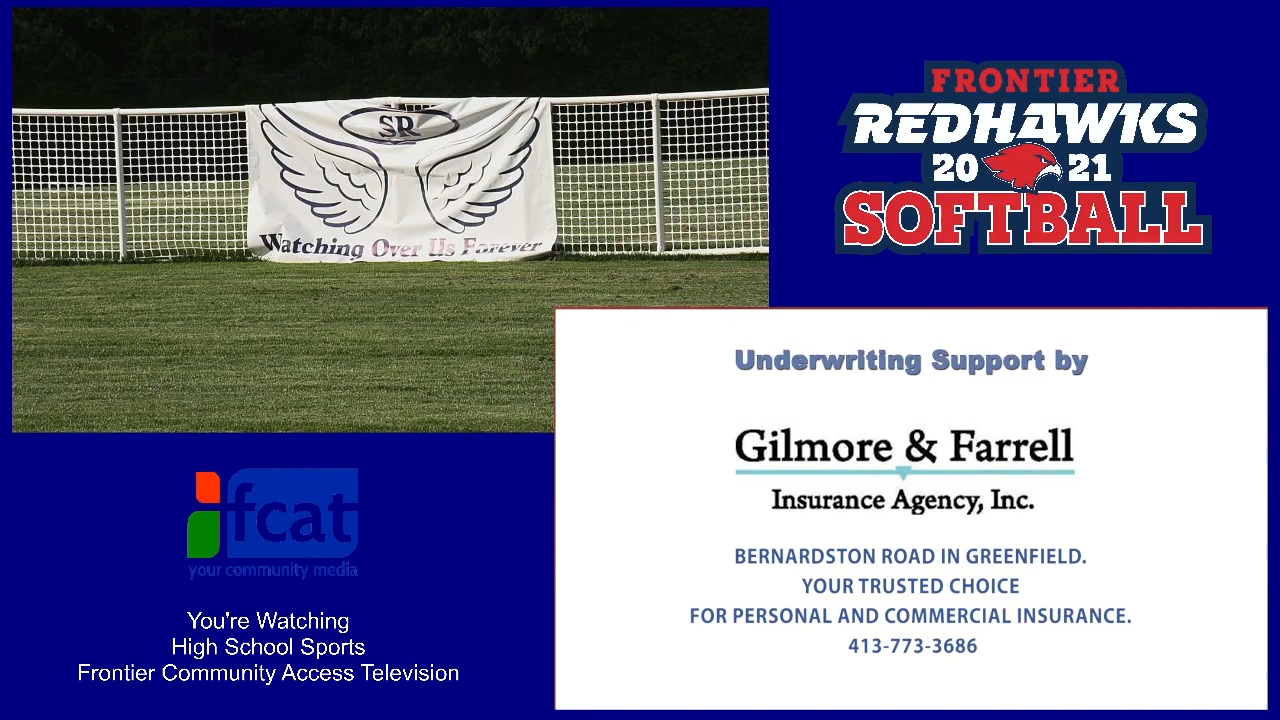 SR
Watching Over Us Forever
FRONTIER
REDHAWKS
20 21
SOFTBALL
Underwriting Support by
Gilmore & Farrell
Insurance Agency, Inc.
BERNARDSTON ROAD IN GREENFIELD.
YOUR TRUSTED CHOICE
FOR PERSONAL AND COMMERCIAL INSURANCE.
413-773-3686
fcat
your community media
You're Watching
High School Sports
Frontier Community Access Television